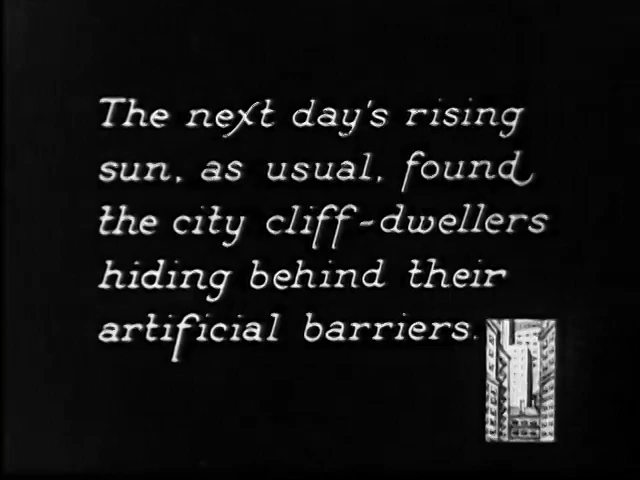 The next day's rising
sun, as usual, found
the city cliff-dwellers
hiding behind their
artificial barriers.